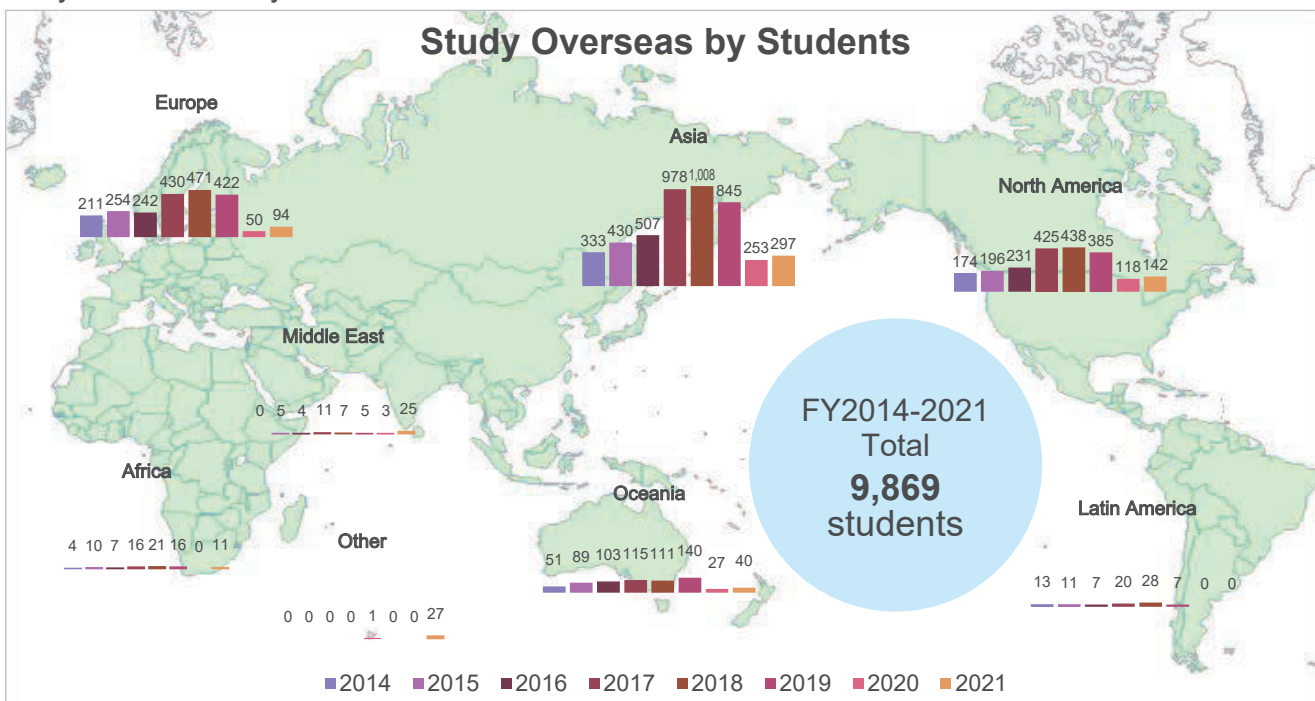 Study Overseas by Students
Europe
211 254 242 430 471 422 50 94
Asia
333 430 507 978 1,008 845 253 297
North America
174 196 231 425 438 385 118 142
Middle East
0 5 4 11 7 5 3 25
Africa
4 10 7 16 21 16 0 11
Other
0 0 0 0 1 0 0 27
Oceania
51 89 103 115 111 140 27 40
FY2014-2021
Total
9,869
students
Latin America
13 11 7 20 28 7 0 0
2014 2015 2016 2017 2018 2019 2020 2021